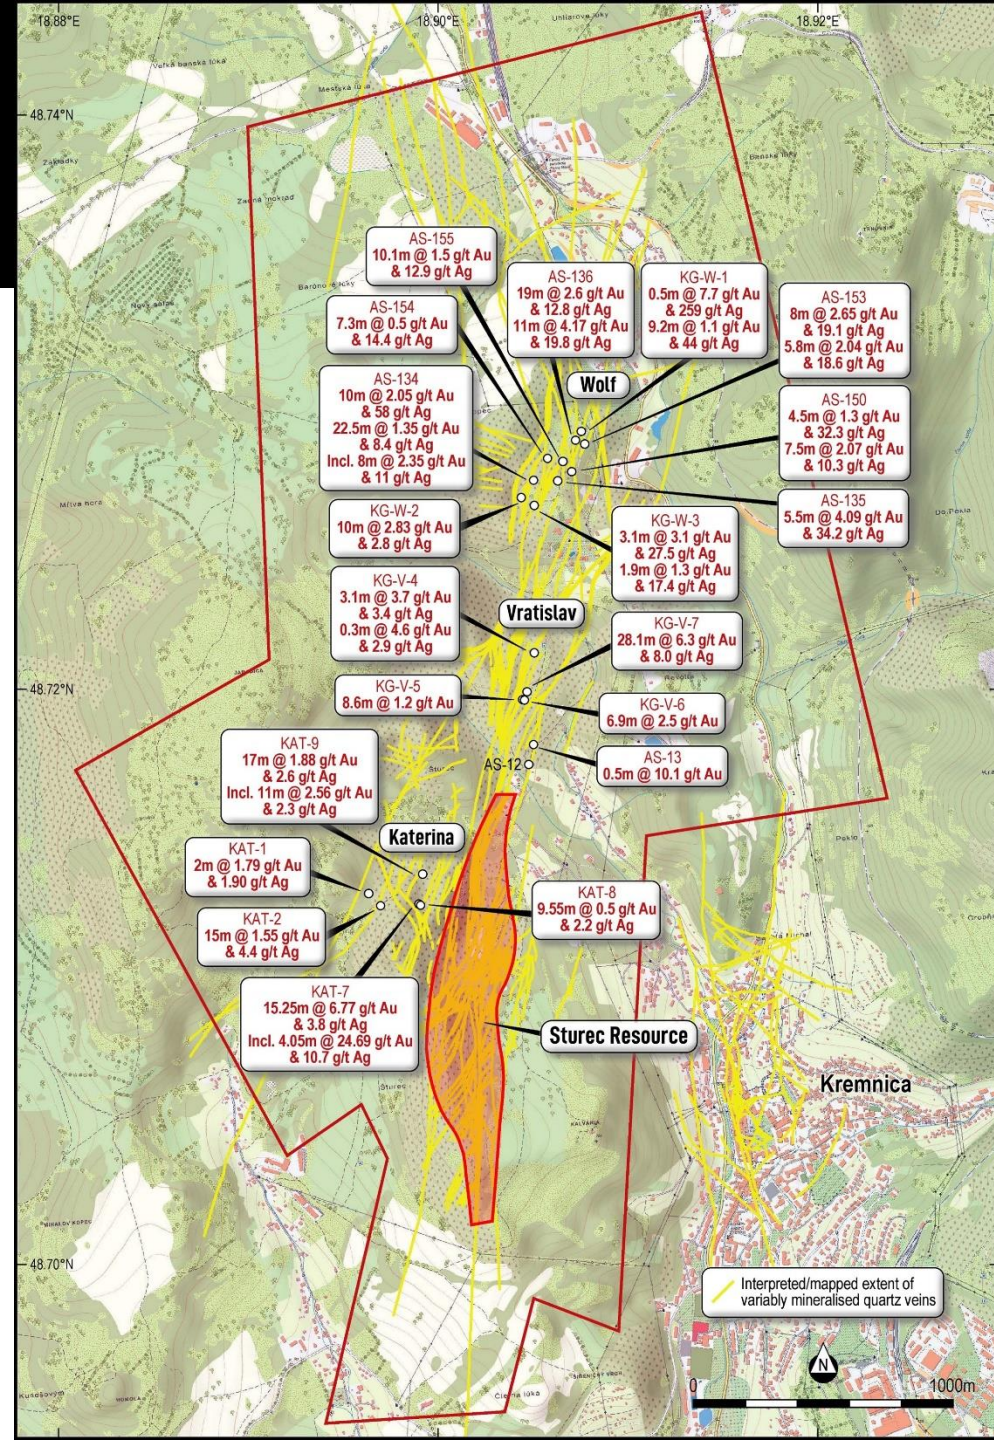 18.88°E
18.90°E
18.92°E
48.74°N
Veľká banská lúka
Zákľadky
AS-155
10.1m @ 1.5 g/t Au
& 12.9 g/t Ag
AS-154
7.3m @ 0.5 g/t Au
& 14.4 g/t Ag
AS-136
19m @ 2.6 g/t Au
& 12.8 g/t Ag
11m @ 4.17 g/t Au
& 19.8 g/t Ag
KG-W-1
0.5m @ 7.7 g/t Au
& 259 g/t Ag
9.2m @ 1.1 g/t Au
& 44 g/t Ag
AS-153
8m @ 2.65 g/t Au
& 19.1 g/t Ag
5.8m @ 2.04 g/t Au
& 18.6 g/t Ag
Wolf
AS-134
10m @ 2.05 g/t Au
& 58 g/t Ag
22.5m @ 1.35 g/t Au
& 8.4 g/t Ag
Incl. 8m @ 2.35 g/t Au
& 11 g/t Ag
AS-150
4.5m @ 1.3 g/t Au
& 32.3 g/t Ag
7.5m @ 2.07 g/t Au
& 10.3 g/t Ag
KG-W-2
10m @ 2.83 g/t Au
& 2.8 g/t Ag
KG-W-3
3.1m @ 3.1 g/t Au
& 27.5 g/t Ag
1.9m @ 1.3 g/t Au
& 17.4 g/t Ag
AS-135
5.5m @ 4.09 g/t Au
& 34.2 g/t Ag
KG-V-4
3.1m @ 3.7 g/t Au
& 3.4 g/t Ag
0.3m @ 4.6 g/t Au
& 2.9 g/t Ag
Vratislav
KG-V-7
28.1m @ 6.3 g/t Au
& 8.0 g/t Ag
48.72°N
KG-V-5
8.6m @ 1.2 g/t Au
KG-V-6
6.9m @ 2.5 g/t Au
AS-12
AS-13
0.5m @ 10.1 g/t Au
KAT-9
17m @ 1.88 g/t Au
& 2.6 g/t Ag
Incl. 11m @ 2.56 g/t Au
& 2.3 g/t Ag
Šturec
Katerina
KAT-1
2m @ 1.79 g/t Au
& 1.90 g/t Ag
KAT-2
15m @ 1.55 g/t Au
& 4.4 g/t Ag
KAT-8
9.55m @ 0.5 g/t Au
& 2.2 g/t Ag
KAT-7
15.25m @ 6.77 g/t Au
& 3.8 g/t Ag
Incl. 4.05m @ 24.69 g/t Au
& 10.7 g/t Ag
Sturec Resource
Šturec
Kremnica
KALVÁRIA
48.70°N
Interpreted/mapped extent of
variably mineralised quartz veins
N
0
1000m
Čierna lúka